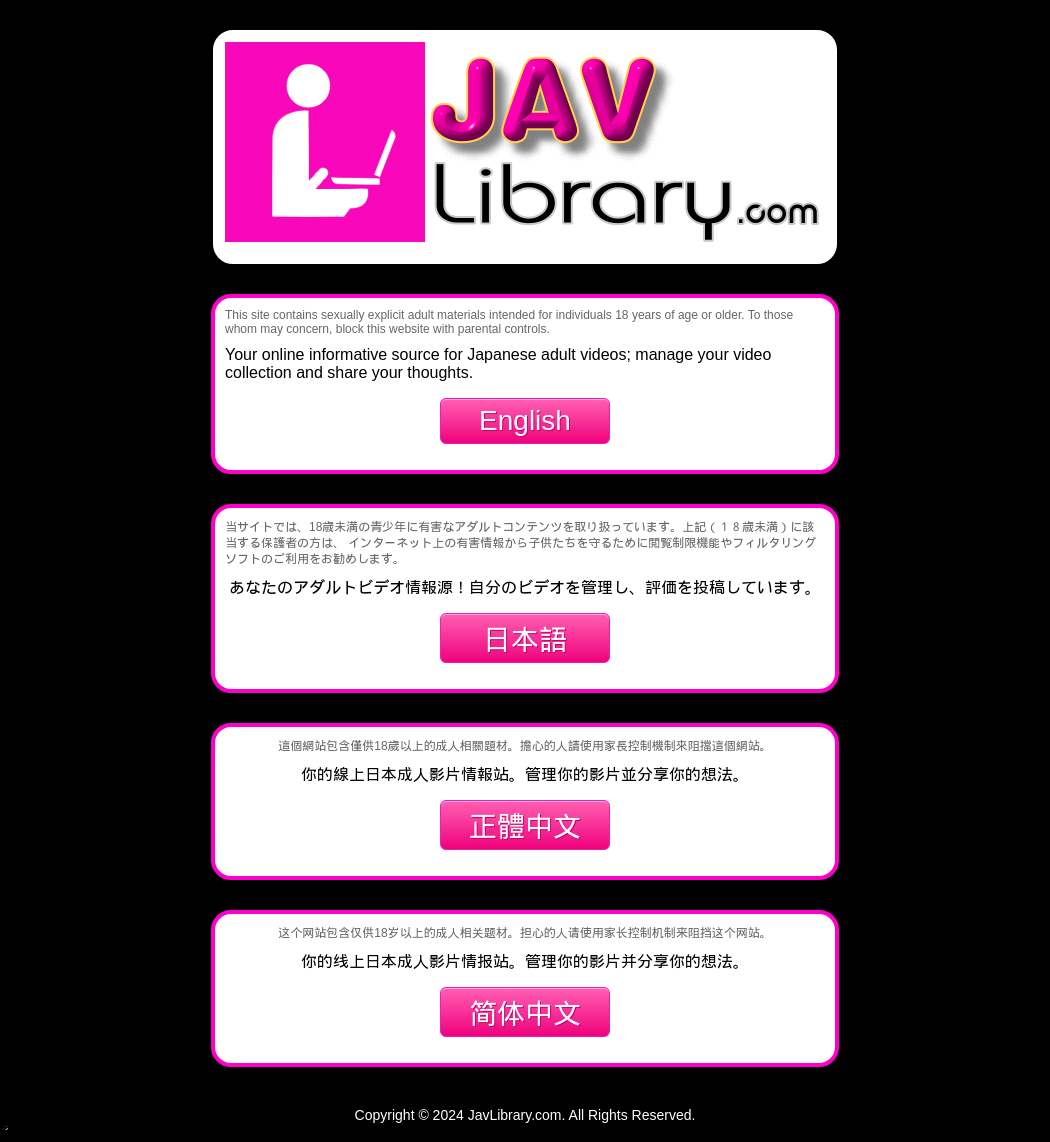 JAV
Library.com
This site contains sexually explicit adult materials intended for individuals 18 years of age or older. To those
whom may concern, block this website with parental controls.
Your online informative source for Japanese adult videos; manage your video
collection and share your thoughts.
English
当サイトでは、18歳未満の青少年に有害なアダルトコンテンツを取り扱っています。上記（１８歳未満）に該
当する保護者の方は、 インターネット上の有害情報から子供たちを守るために閲覧制限機能やフィルタリング
ソフトのご利用をお勧めします。
あなたのアダルトビデオ情報源！自分のビデオを管理し、評価を投稿しています。
日本語
這個網站包含僅供18歲以上的成人相關題材。擔心的人請使用家長控制機制來阻擋這個網站。
你的線上日本成人影片情報站。管理你的影片並分享你的想法。
正體中文
这个网站包含仅供18岁以上的成人相关题材。担心的人请使用家长控制机制来阻挡这个网站。
你的线上日本成人影片情报站。管理你的影片并分享你的想法。
简体中文
Copyright © 2024 JavLibrary.com. All Rights Reserved.